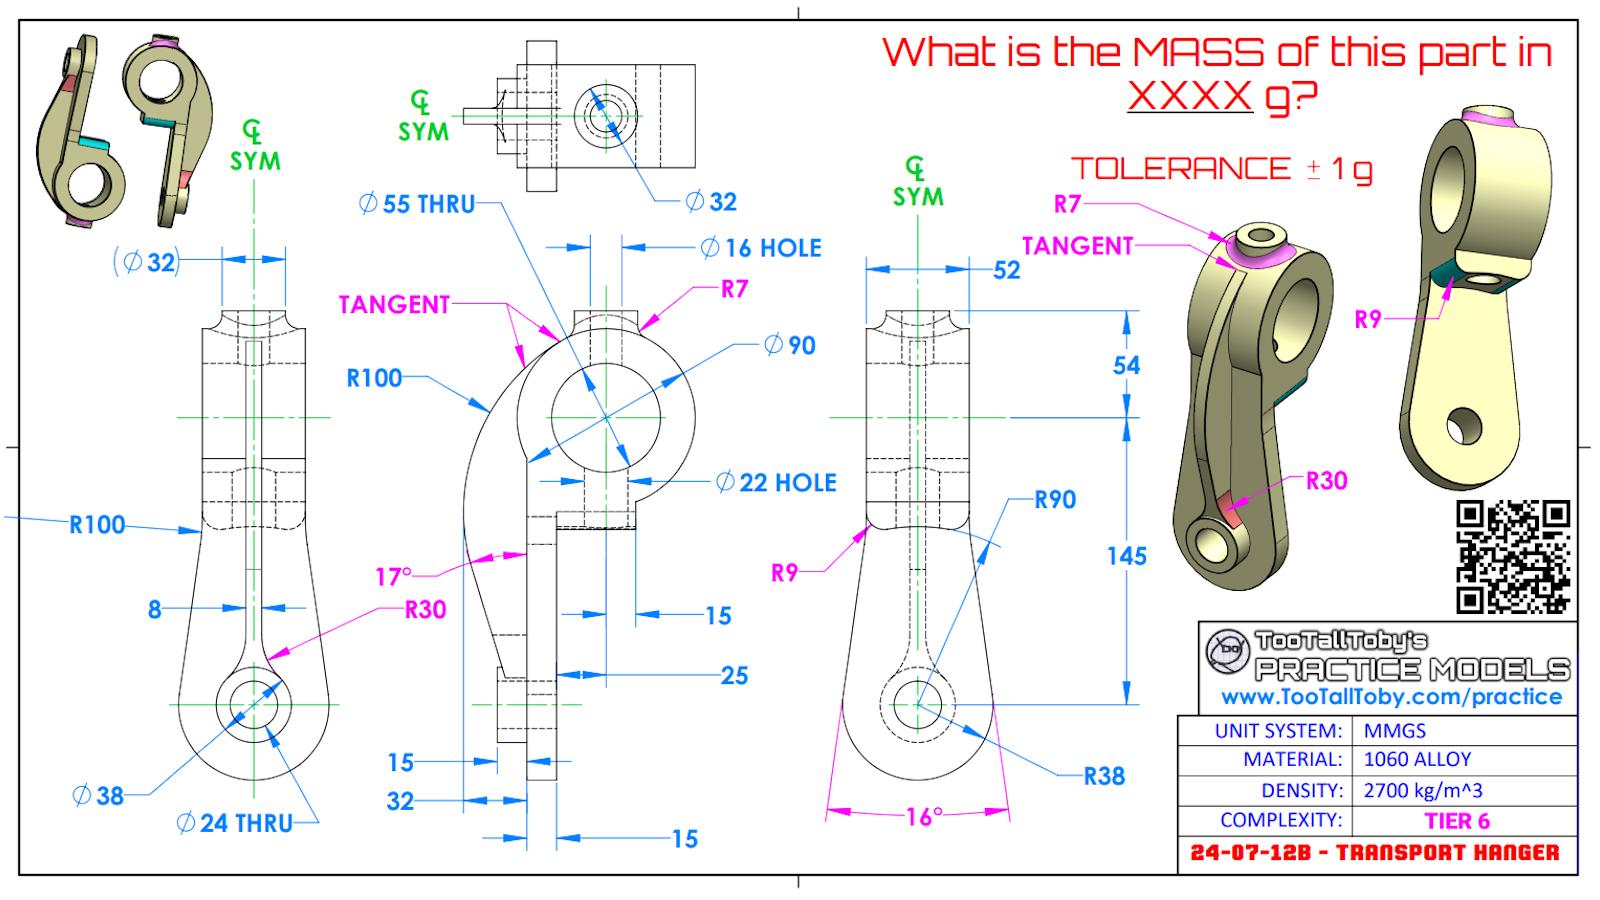 What is the MASS of this part in
XXXX g?
TOLERANCE ± 1 g
℄
SYM
℄
SYM
℄
SYM
∅ 55 THRU
∅ 32
(∅ 32)
∅ 16 HOLE
TANGENT
R7
∅ 90
R100
∅ 22 HOLE
R100
17°
8
R30
15
25
∅ 38
∅ 24 THRU
15
32
15
52
54
R90
145
R9
R38
16°
R7
TANGENT
R9
R30
TooTallToby's
PRACTICE MODELS
www.TooTallToby.com/practice
UNIT SYSTEM: MMGS
MATERIAL: 1060 ALLOY
DENSITY: 2700 kg/m^3
COMPLEXITY: TIER 6
24-07-12B - TRANSPORT HANGER